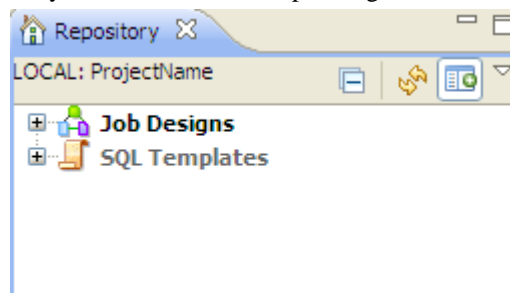 Repository
LOCAL: ProjectName
Job Designs
SQL Templates